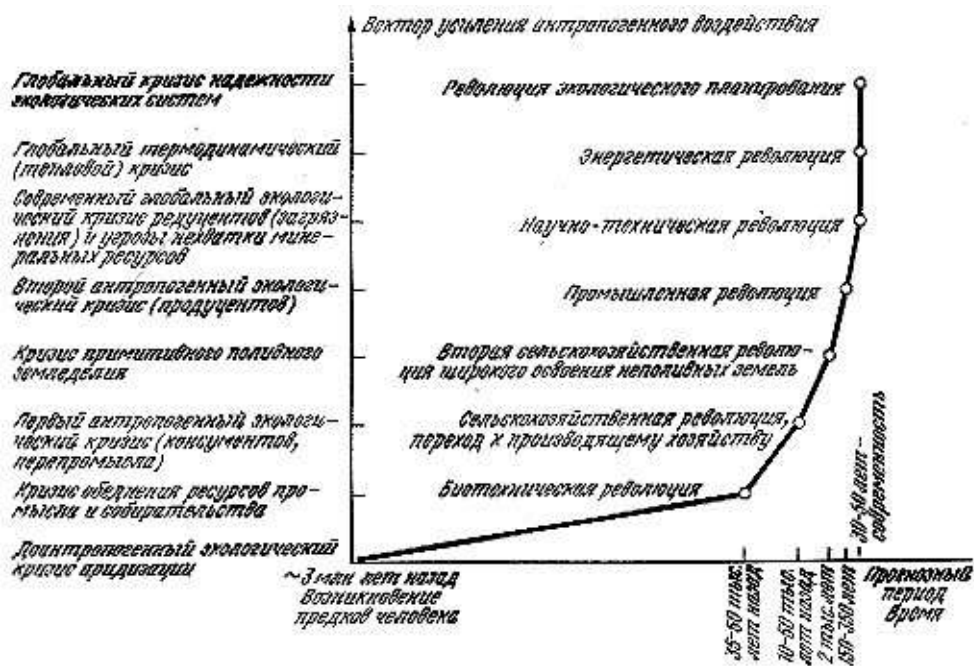 Вектор усиления антропогенного воздействия
Глобальный кризис надежности
экологических систем
Революция экологического планирования
Глобальный термодинамический
(тепловой) кризис
Энергетическая революция
Современный глобальный экологи-
ческий кризис редуцентов (загряз-
нения) и угрозы нехватки мине-
ральных ресурсов
Научно-техническая революция
Второй антропогенный экологи-
ческий кризис (продуцентов)
Промышленная революция
Кризис примитивного поливного
земледелия
Вторая сельскохозяйственная револю-
ция широкого освоения неполивных земель
Первый антропогенный экологи-
ческий кризис (консументов,
перепромысла)
Сельскохозяйственная революция,
переход к производящему хозяйству
Кризис обеднения ресурсов про-
мысла и собирательства
Биотехническая революция
Доантропогенный экологический
кризис аридизации
~3 млн. лет назад
Возникновение
предков человека
35-60 тыс.
лет назад
10-50 тыс.
лет назад
2 тыс. лет
150-350 лет
30-50 лет-
современность
Прогнозный
период
Время